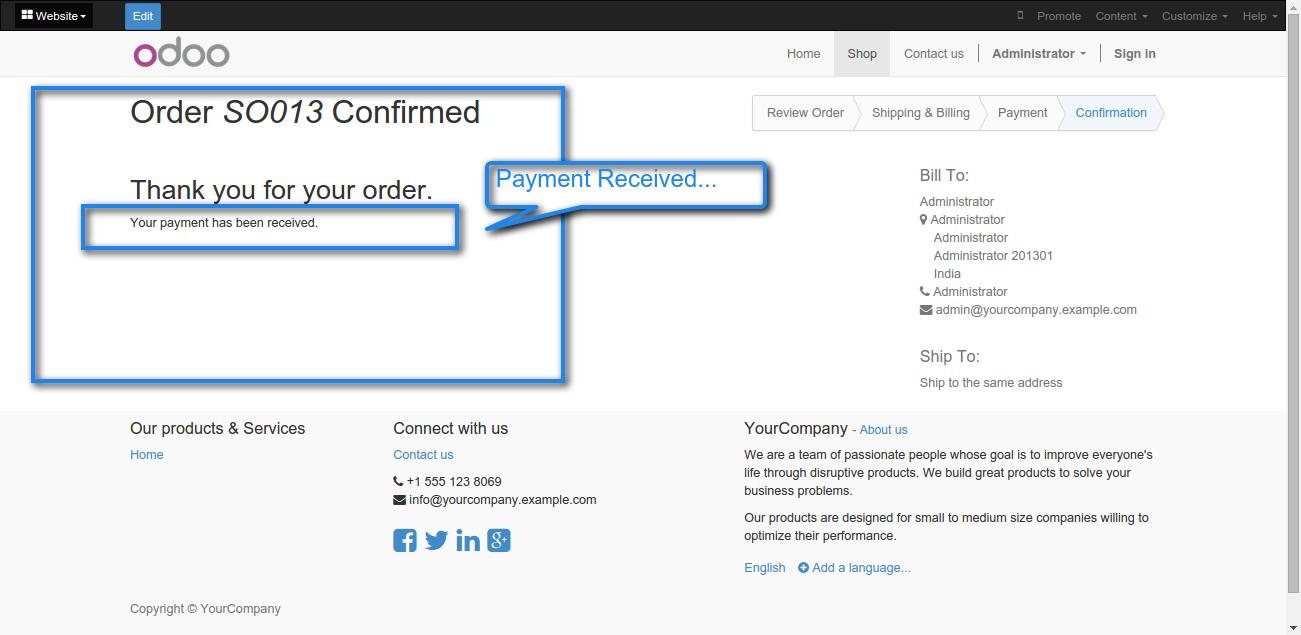 Website
Edit
Promote Content Customize Help
odoo
Home Shop Contact us Administrator Sign in
Order SO013 Confirmed
Review Order Shipping & Billing Payment Confirmation
Thank you for your order.
Your payment has been received.
Payment Received...
Bill To:
Administrator
Administrator
Administrator
Administrator 201301
India
Administrator
admin@yourcompany.example.com
Ship To:
Ship to the same address
Our products & Services
Home
Connect with us
Contact us
+1 555 123 8069
info@yourcompany.example.com
YourCompany - About us
We are a team of passionate people whose goal is to improve everyone's
life through disruptive products. We build great products to solve your
business problems.
Our products are designed for small to medium size companies willing to
optimize their performance.
English Add a language...
Copyright © YourCompany